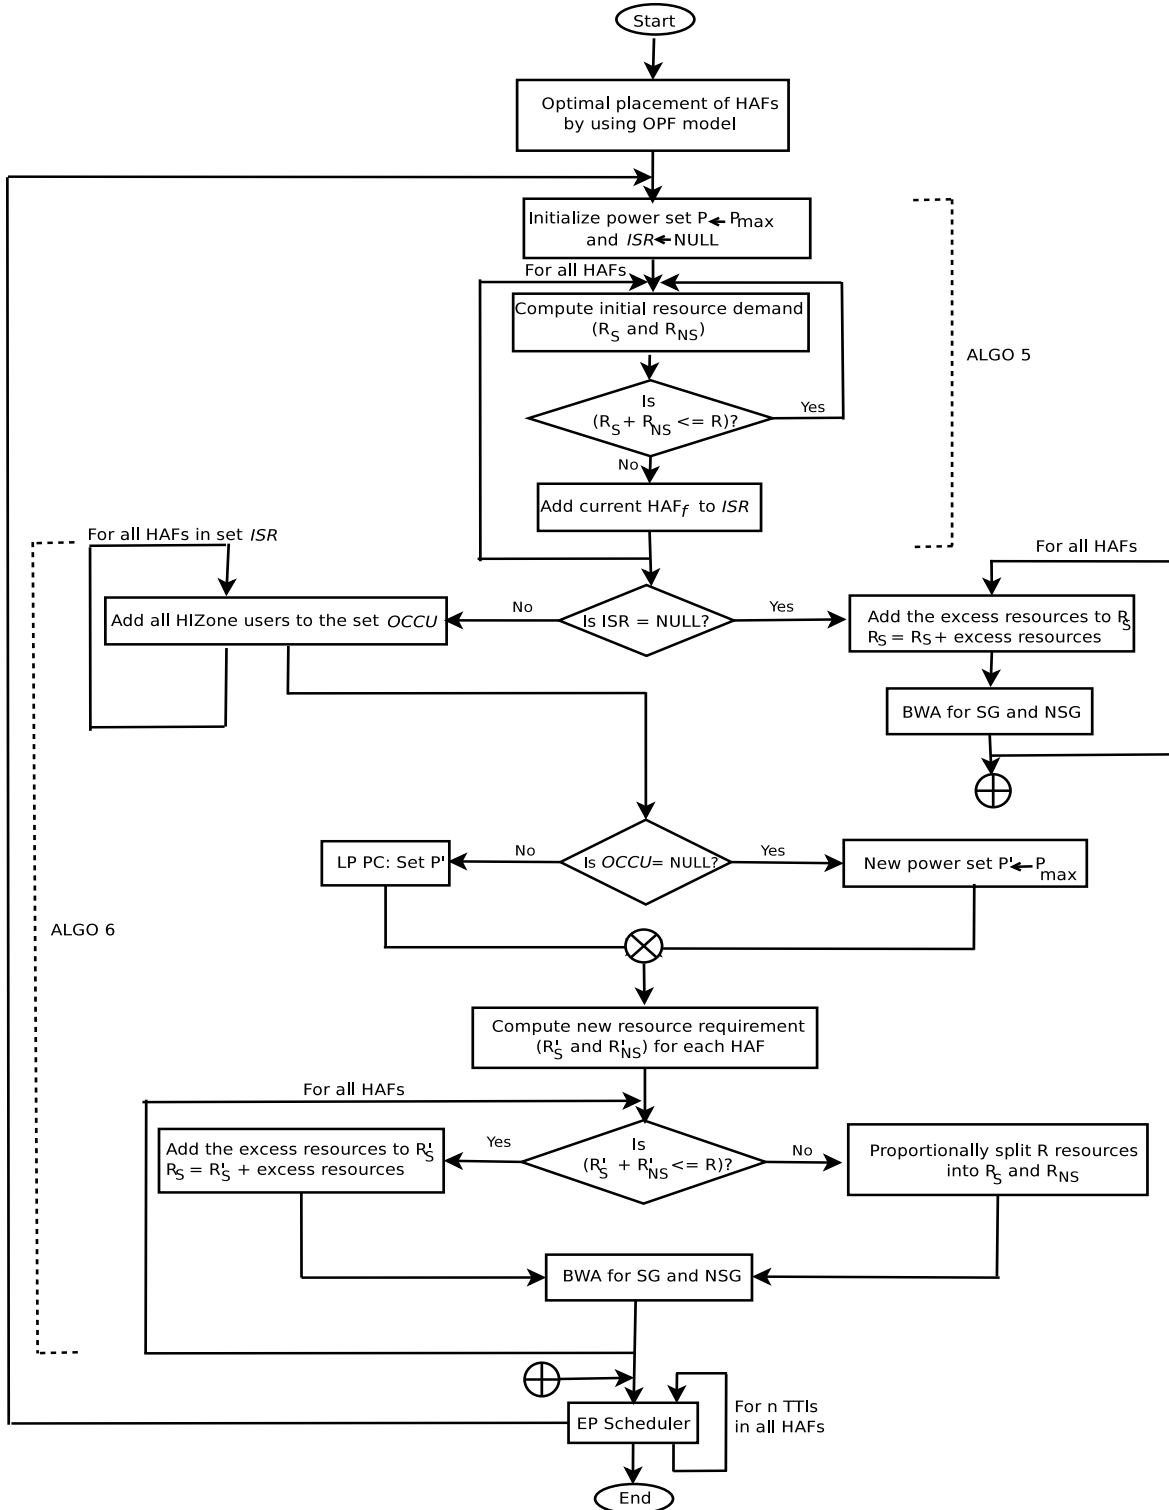 Start
Optimal placement of HAFs
by using OPF model
Initialize power set P← Pmax
and ISR←NULL
For all HAFs
Compute initial resource demand
(RS and RNS)
Is
(RS + RNS <= R)?
Yes
No
Add current HAFf to ISR
ALGO 5
For all HAFs in set ISR
Add all HIZone users to the set OCCU
No
Is ISR = NULL?
Yes
For all HAFs
Add the excess resources to RS
RS = RS + excess resources
BWA for SG and NSG
LP PC: Set P'
No
Is OCCU = NULL?
Yes
New power set P'← Pmax
ALGO 6
Compute new resource requirement
(R'S and R'NS) for each HAF
For all HAFs
Add the excess resources to R'S
RS = R'S + excess resources
Yes
Is
(R'S + R'NS <= R)?
No
Proportionally split R resources
into RS and RNS
BWA for SG and NSG
EP Scheduler
For n TTIs
in all HAFs
End